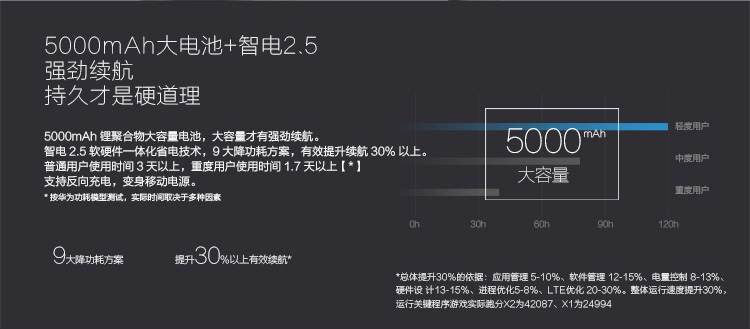 5000mAh大电池+智电2.5
强劲续航
持久才是硬道理
5000mAh 锂聚合物大容量电池，大容量才有强劲续航。
智电 2.5 软硬件一体化省电技术，9 大降功耗方案，有效提升续航 30% 以上。
普通用户使用时间 3 天以上，重度用户使用时间 1.7 天以上【 * 】
支持反向充电，变身移动电源。
* 按华为功耗模型测试，实际时间取决于多种因素
9大降功耗方案
提升30%以上有效续航*
5000mAh
大容量
轻度用户
中度用户
重度用户
0h 30h 60h 90h 120h
*总体提升30%的依据：应用管理 5-10%、软件管理 12-15%、电量控制 8-13%、
硬件设 计13-15%、进程优化5-8%、LTE优化 20-30%。整体运行速度提升30%，
运行关键程序游戏实际跑分X2为42087、X1为24994